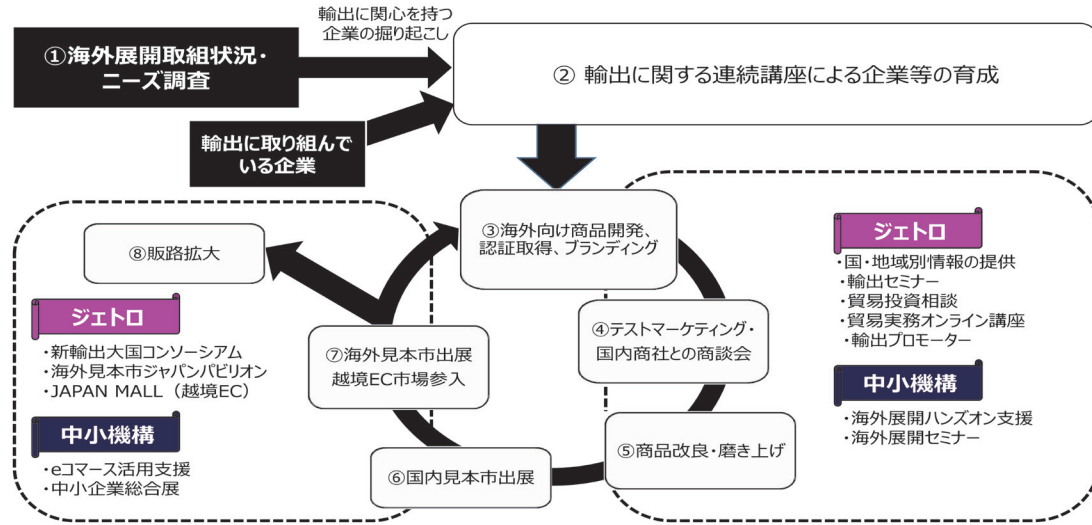 輸出に関心を持つ
企業の掘り起こし
①海外展開取組状況・
ニーズ調査
② 輸出に関する連続講座による企業等の育成
輸出に取り組んで
いる企業
③海外向け商品開発、
認証取得、ブランディング
⑧販路拡大
ジェトロ
・国・地域別情報の提供
・輸出セミナー
・貿易投資相談
・貿易実務オンライン講座
・輸出プロモーター
ジェトロ
・新輸出大国コンソーシアム
・海外見本市ジャパンパビリオン
・JAPAN MALL（越境EC）
⑦海外見本市出展
越境EC市場参入
④テストマーケティング・
国内商社との商談会
中小機構
・海外展開ハンズオン支援
・海外展開セミナー
中小機構
・eコマース活用支援
・中小企業総合展
⑥国内見本市出展
⑤商品改良・磨き上げ